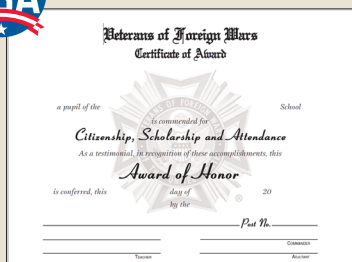 SA
Veterans of Foreign Wars
Certificate of Award
a pupil of the School
is commended for
Citizenship, Scholarship and Attendance
As a testimonial, in recognition of these accomplishments, this
Award of Honor
is conferred, this day of 20
by the
Post No.
Commander
Teacher Adjutant